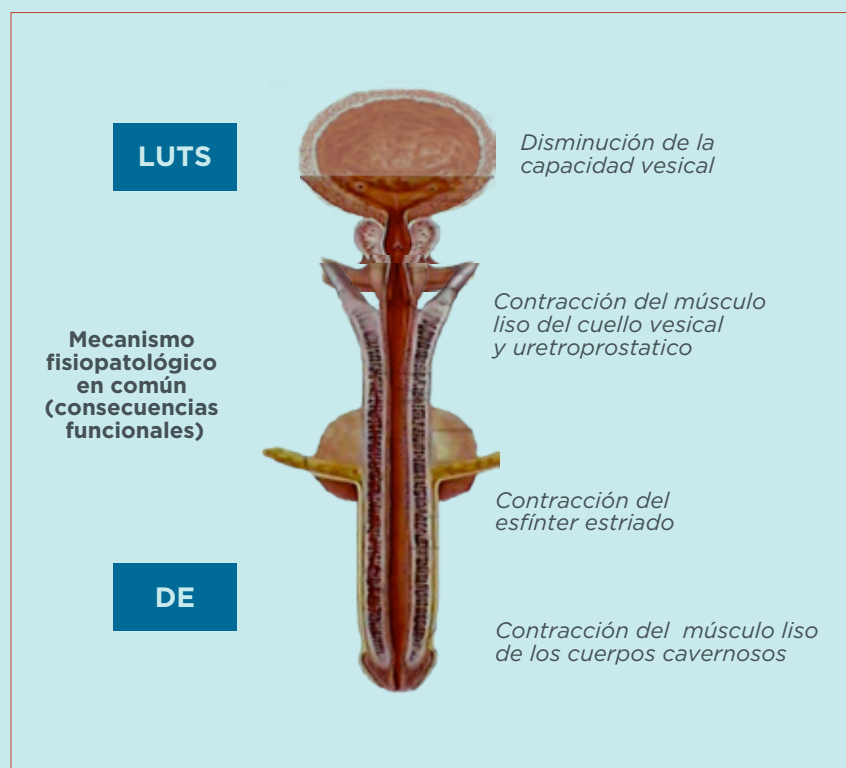 LUTS
Disminución de la
capacidad vesical
Contracción del músculo
liso del cuello vesical
y uretroprostatico
Mecanismo
fisiopatológico
en común
(consecuencias
funcionales)
Contracción del
esfínter estriado
DE
Contracción del músculo liso
de los cuerpos cavernosos